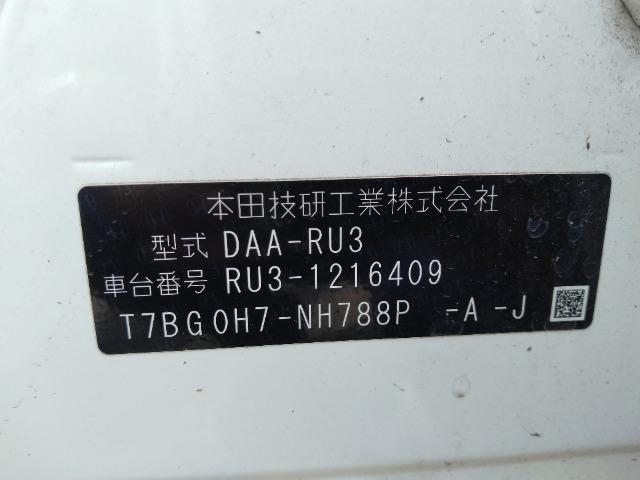 本田技研工業株式会社
型式 DAA-RU3
車台番号 RU3-1216409
T7BG0H7-NH788P -A -J